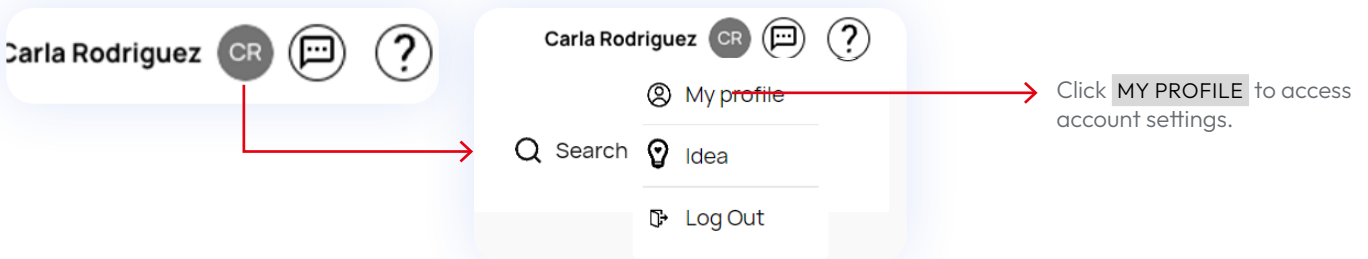 Carla Rodriguez CR ?
Carla Rodriguez CR ?
My profile
Search
Idea
Log Out
Click MY PROFILE to access
account settings.